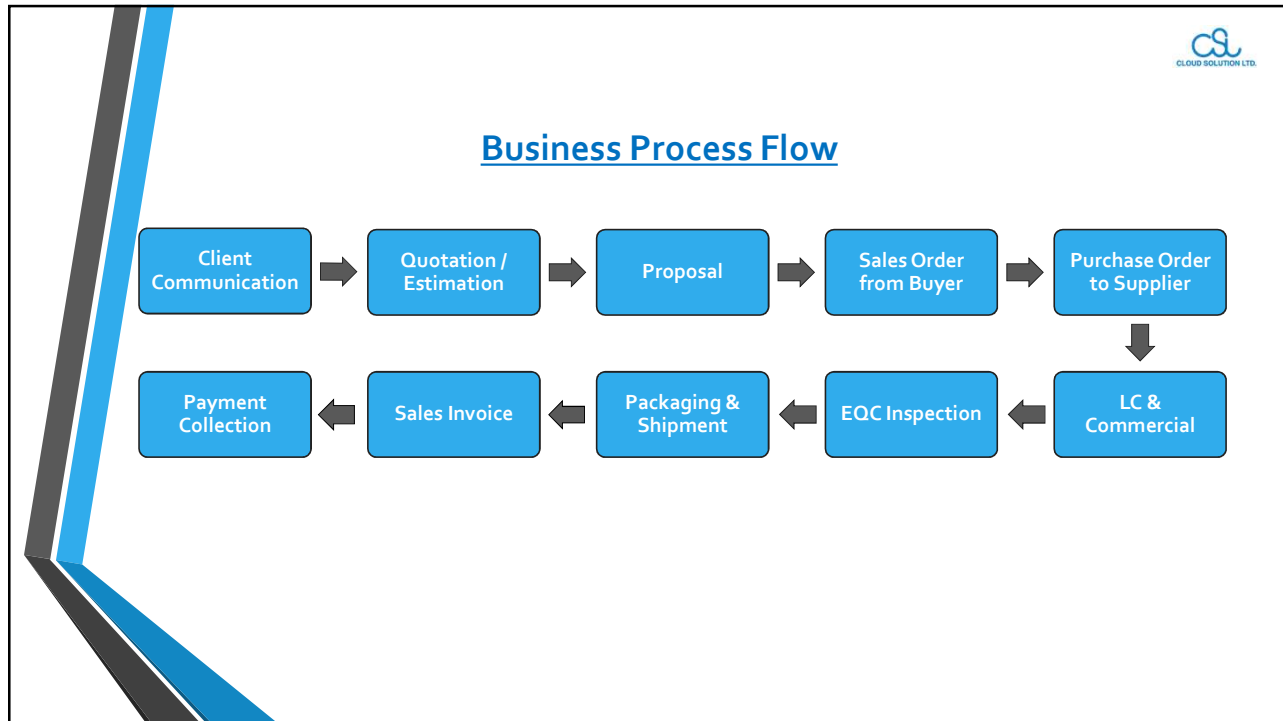 CSL
CLOUD SOLUTION LTD.
Business Process Flow
Client
Communication
Quotation /
Estimation
Proposal
Sales Order
from Buyer
Purchase Order
to Supplier
LC &
Commercial
EQC Inspection
Packaging &
Shipment
Sales Invoice
Payment
Collection